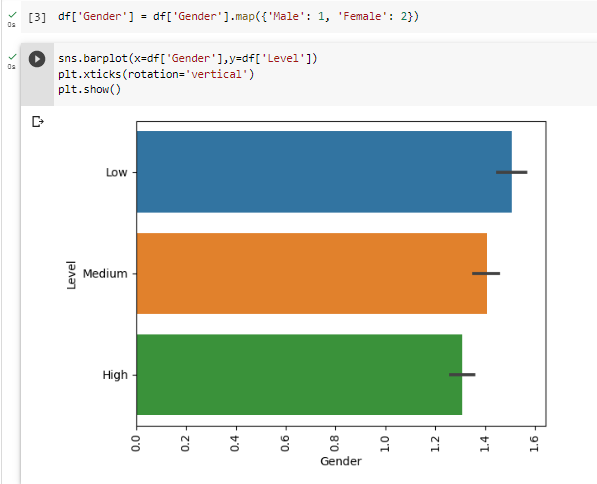 [3] df['Gender'] = df['Gender'].map({'Male': 1, 'Female': 2})
0s
sns.barplot(x=df['Gender'],y=df['Level'])
0s
plt.xticks(rotation='vertical')
plt.show()
Low
Medium
High
Level
0.0
0.2
0.4
0.6
0.8
1.0
1.2
1.4
1.6
Gender